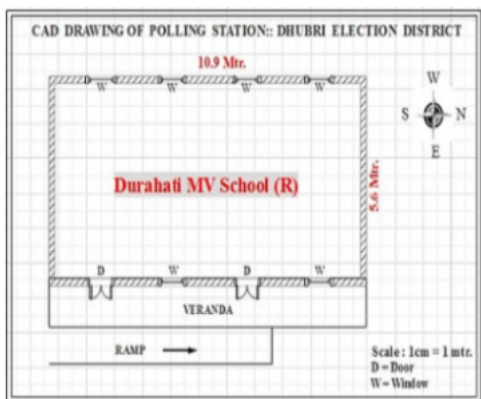 CAD DRAWING OF POLLING STATION:: DHUBRI ELECTION DISTRICT
10.9 Mtr.
W W W W
W
S N
E
Durahati MV School (R)
5.6 Mtr.
D W D W
VERANDA
RAMP
Scale : 1cm = 1 mtr.
D = Door
W = Window